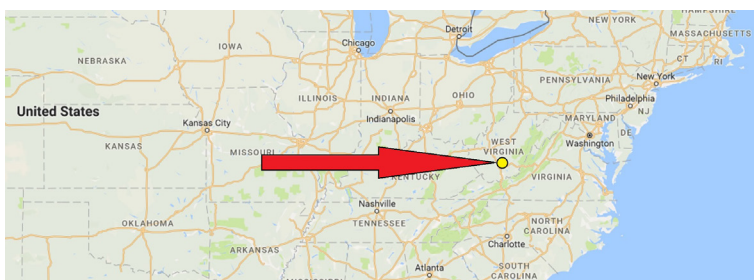 HAMPSHIRE
NEW YORK
MASSACHUSETTS
Detroit
IOWA
Chicago
NEBRASKA
CT
RI
PENNSYLVANIA
New York
ILLINOIS
INDIANA
OHIO
Philadelphia
United States
Indianapolis
MARYLAND
NJ
Kansas City
DE
WEST
VIRGINIA
Washington
KANSAS
MISSOURI
KENTUCKY
VIRGINIA
Nashville
OKLAHOMA
TENNESSEE
NORTH
CAROLINA
Charlotte
ARKANSAS
Atlanta
SOUTH
CAROLINA